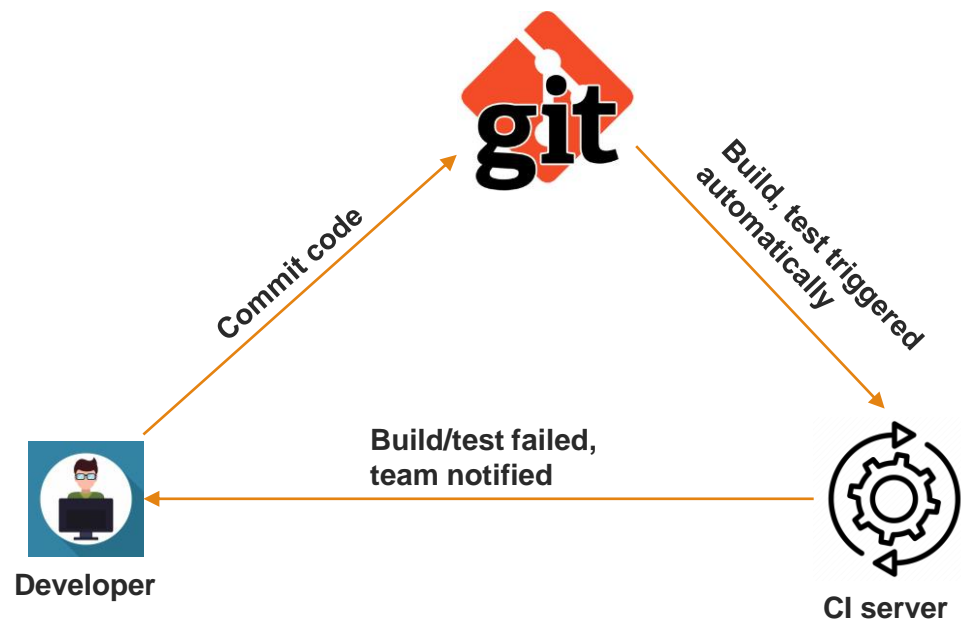 git
Commit code
Build, test triggered
automatically
Build/test failed,
team notified
Developer
CI server